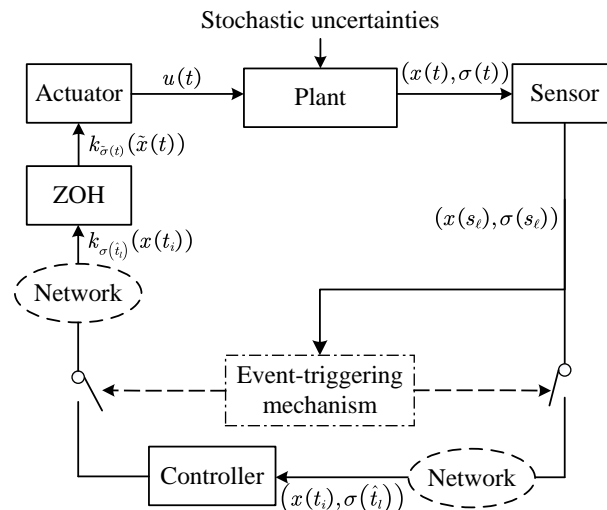 Stochastic uncertainties
Actuator
u(t)
Plant
(x(t), σ(t))
Sensor
k_{σ̃(t)}(x̃(t))
ZOH
(x(s_ℓ), σ(s_ℓ))
k_{σ(t̂_l)}(x(t_i))
Network
Event-triggering
mechanism
Controller
Network
(x(t_i), σ(t̂_l))